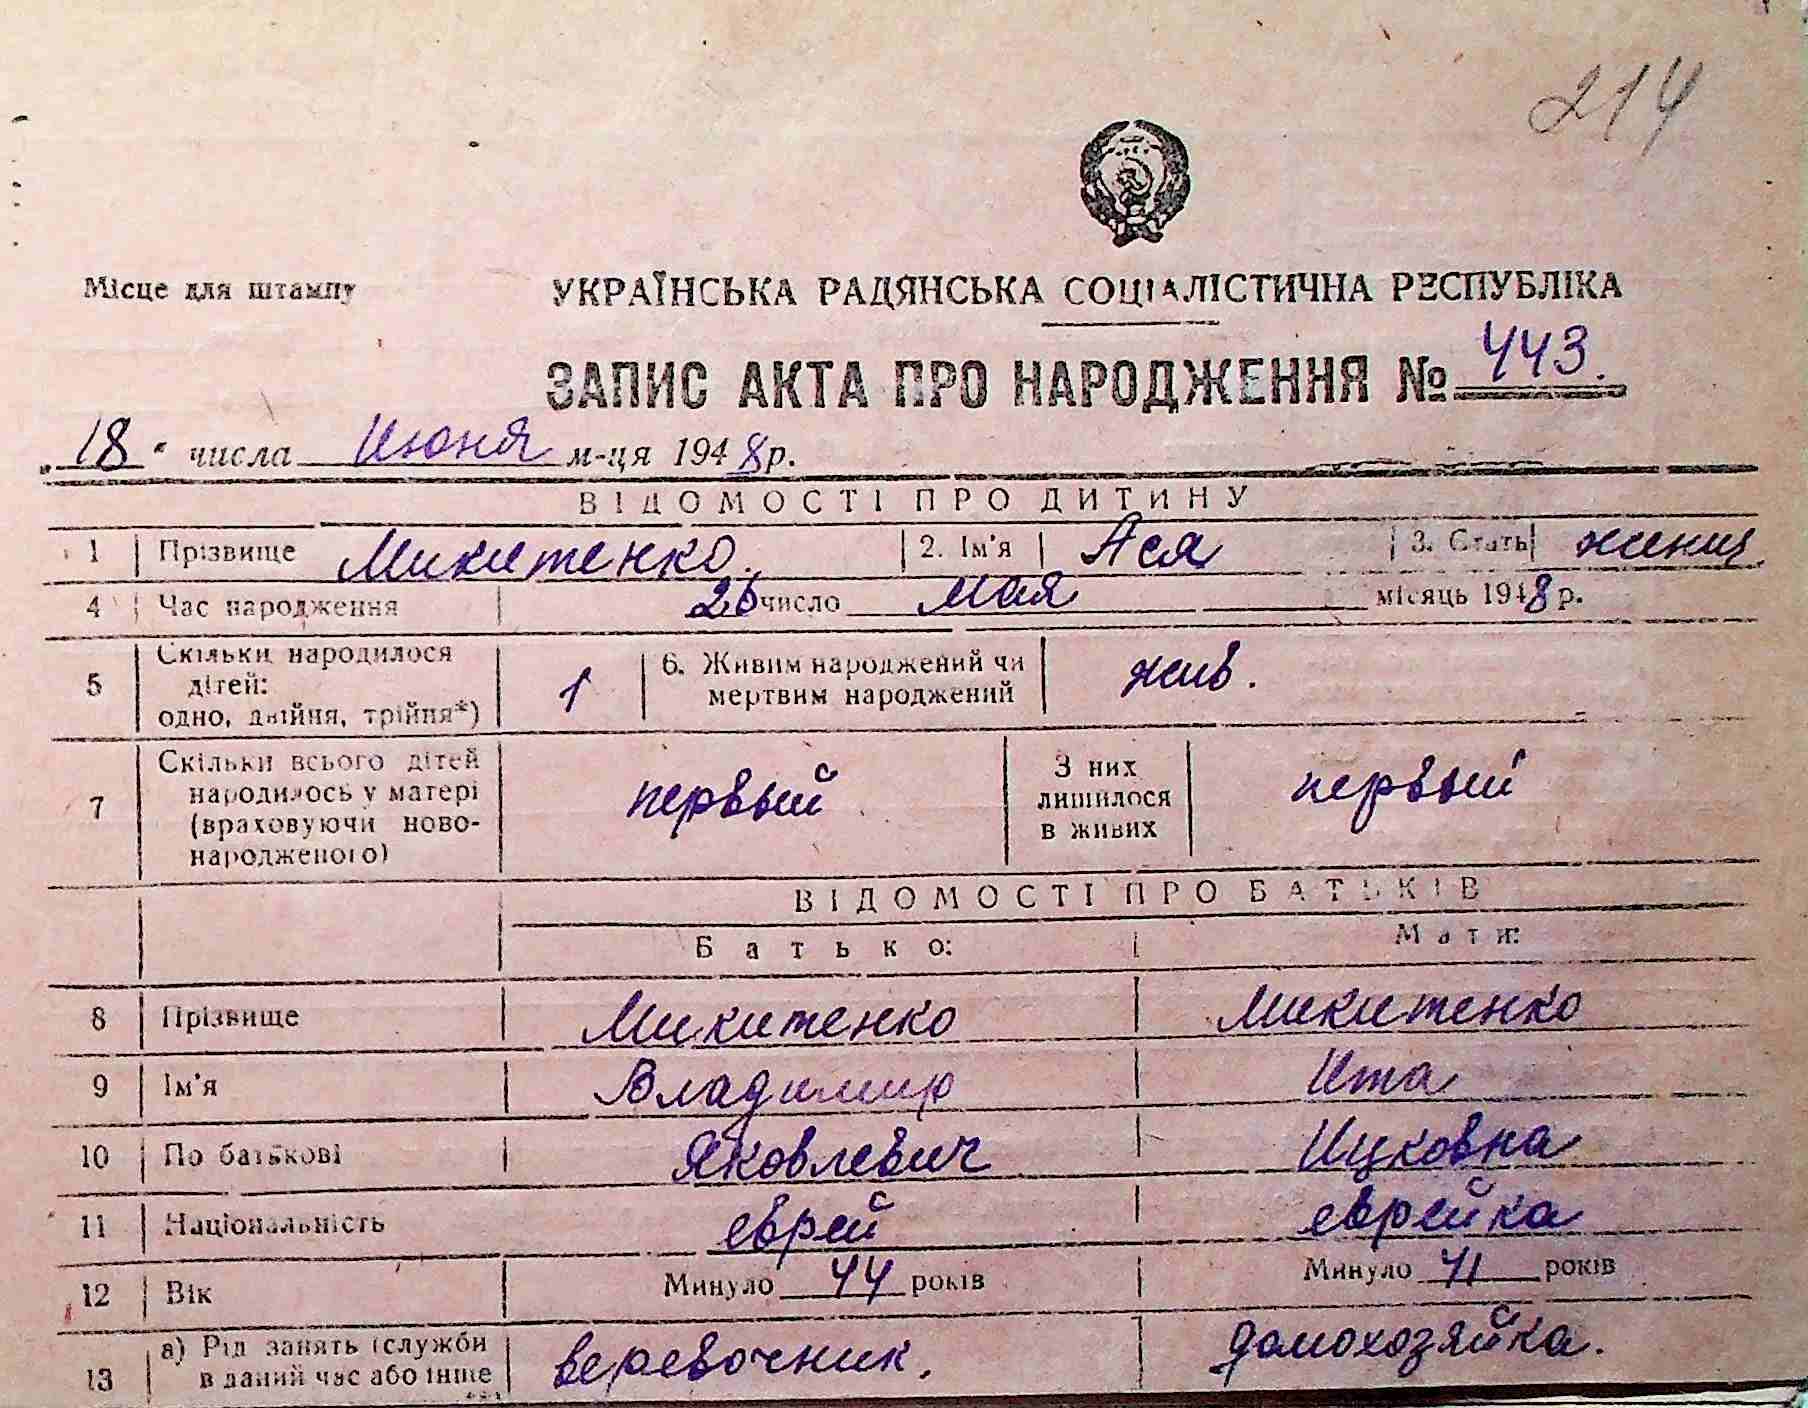 214
Місце для штампу
УКРАЇНСЬКА РАДЯНСЬКА СОЦІАЛІСТИЧНА РЕСПУБЛІКА
ЗАПИС АКТА ПРО НАРОДЖЕННЯ № 443.
„18“ числа Июня м-ця 1948 р.
ВІДОМОСТІ ПРО ДИТИНУ
1 Прізвище Микитенко. 2. Ім'я Ася 3. Стать женщ.
4 Час народження 26 число мая місяць 1948 р.
5 Скільки народилося
дітей:
одно, двійня, трійня*) 1 6. Живим народжений чи
мертвим народжений жив.
7 Скільки всього дітей
народилось у матері
(враховуючи ново-
народженого) первый З них
лишилося
в живих первый
ВІДОМОСТІ ПРО БАТЬКІВ
Батько: Мати:
8 Прізвище Микитенко Микитенко
9 Ім'я Владимир Ита
10 По батькові Яковлевич Ицковна
11 Національність еврей еврейка
12 Вік Минуло 44 років Минуло 41 років
13 а) Рід занять (служби
в даний час або інше веревочник. домохозяйка.